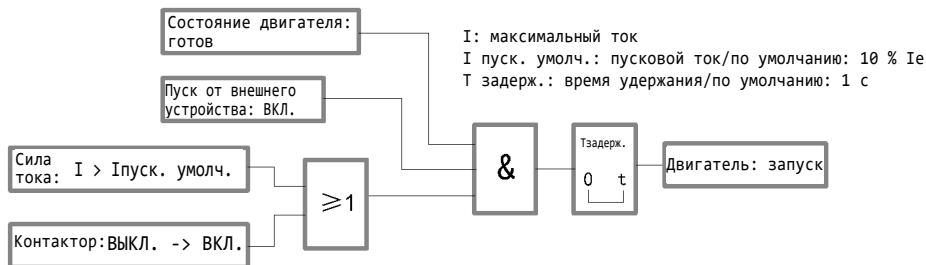 Состояние двигателя:
готов
I: максимальный ток
I пуск. умолч.: пусковой ток/по умолчанию: 10 % Ie
T задерж.: время удержания/по умолчанию: 1 с
Пуск от внешнего
устройства: ВКЛ.
Сила
тока: I > Iпуск. умолч.
Контактор: ВЫКЛ. -> ВКЛ.
≥1
&
Tзадерж.
0 t
Двигатель: запуск